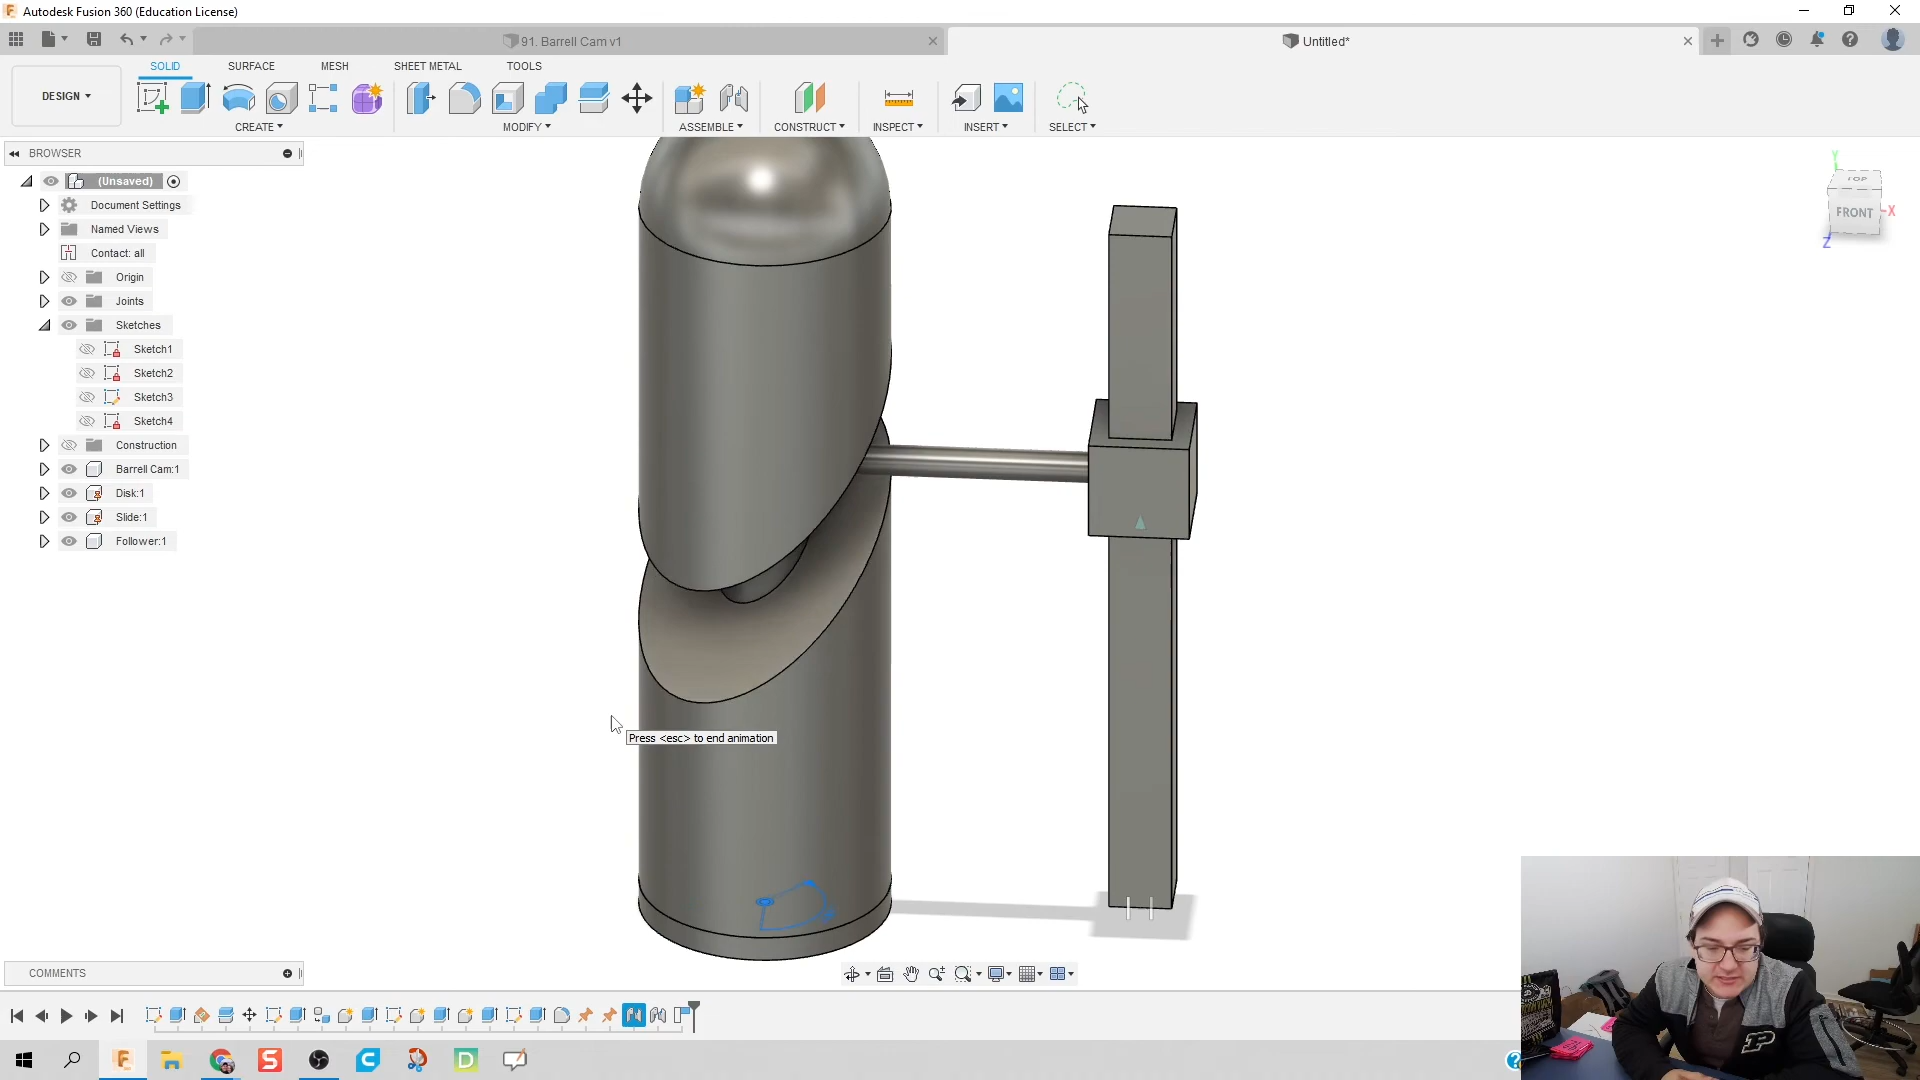 Autodesk Fusion 360 (Education License)
91. Barrell Cam v1
Untitled*
DESIGN
SOLID
SURFACE
MESH
SHEET METAL
TOOLS
CREATE
MODIFY
ASSEMBLE
CONSTRUCT
INSPECT
INSERT
SELECT
BROWSER
(Unsaved)
Document Settings
Named Views
Contact: all
Origin
Joints
Sketches
Sketch1
Sketch2
Sketch3
Sketch4
Construction
Barrell Cam:1
Disk:1
Slide:1
Follower:1
Y
TOP
FRONT
X
Z
Press <esc> to end animation
COMMENTS
P